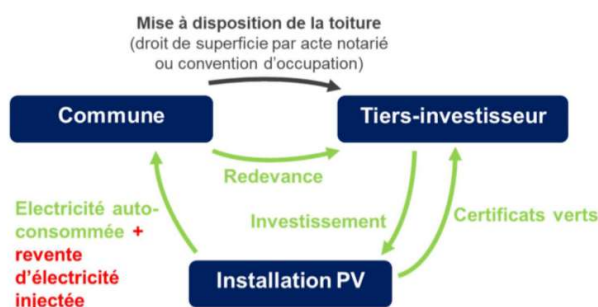 Mise à disposition de la toiture
(droit de superficie par acte notarié
ou convention d'occupation)
Commune
Tiers-investisseur
Redevance
Electricité auto-
consommée +
revente
d'électricité
injectée
Investissement
Certificats verts
Installation PV